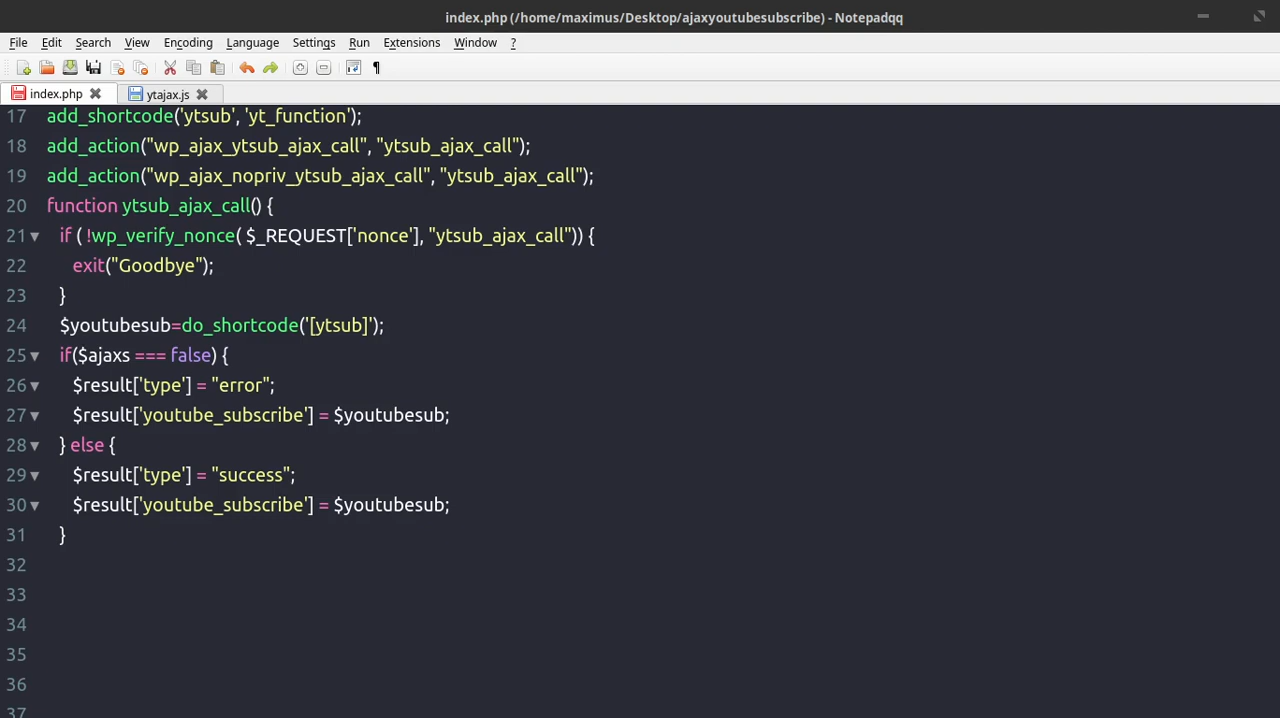 index.php (/home/maximus/Desktop/ajaxyoutubesubscribe) - Notepadqq
File Edit Search View Encoding Language Settings Run Extensions Window ?
index.php ytajax.js
17 add_shortcode('ytsub', 'yt_function');
18 add_action("wp_ajax_ytsub_ajax_call", "ytsub_ajax_call");
19 add_action("wp_ajax_nopriv_ytsub_ajax_call", "ytsub_ajax_call");
20 function ytsub_ajax_call() {
21 if ( !wp_verify_nonce( $_REQUEST['nonce'], "ytsub_ajax_call")) {
22 exit("Goodbye");
23 }
24 $youtubesub=do_shortcode('[ytsub]');
25 if($ajaxs === false) {
26 $result['type'] = "error";
27 $result['youtube_subscribe'] = $youtubesub;
28 } else {
29 $result['type'] = "success";
30 $result['youtube_subscribe'] = $youtubesub;
31 }
32
33
34
35
36
37